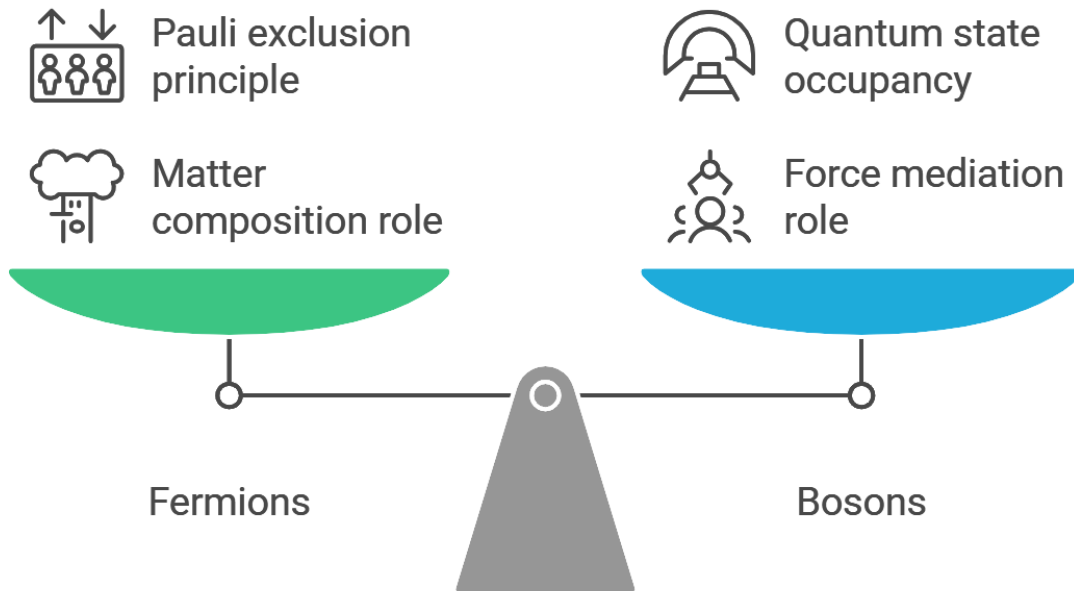 Pauli exclusion
principle
Quantum state
occupancy
Matter
composition role
Force mediation
role
Fermions
Bosons